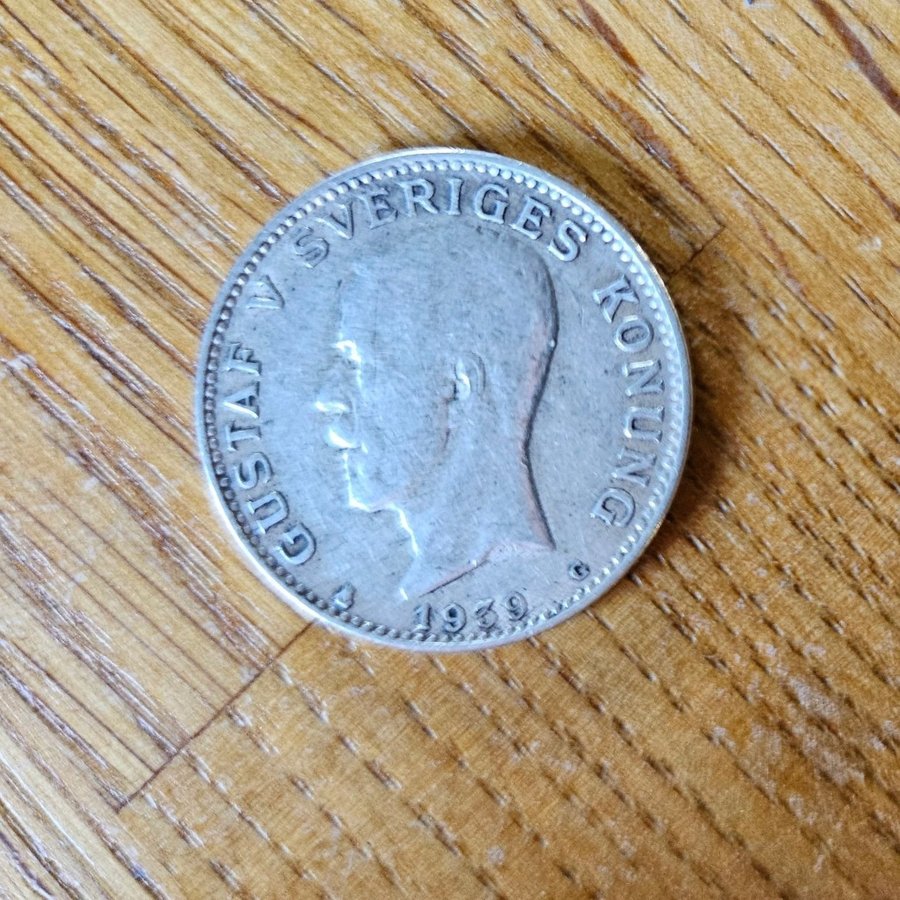 GUSTAF V SVERIGES KONUNG
1939
G